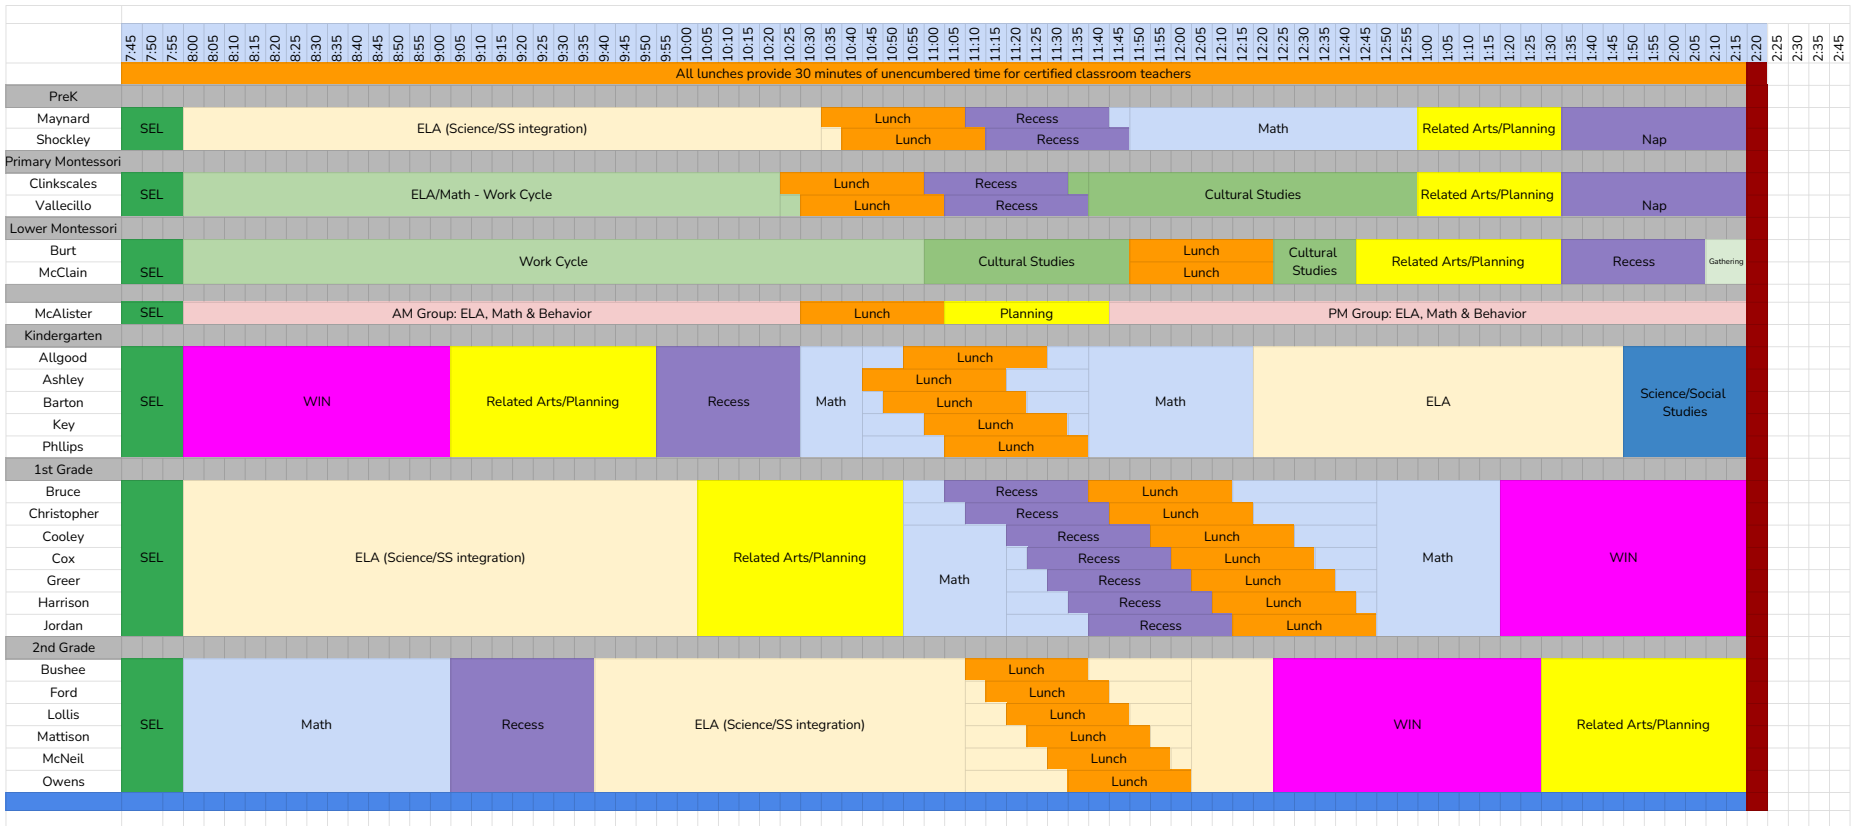 7:45 7:50 7:55 8:00 8:05 8:10 8:15 8:20 8:25 8:30 8:35 8:40 8:45 8:50 8:55 9:00 9:05 9:10 9:15 9:20 9:25 9:30 9:35 9:40 9:45 9:50 9:55 10:00 10:05 10:10 10:15 10:20 10:25 10:30 10:35 10:40 10:45 10:50 10:55 11:00 11:05 11:10 11:15 11:20 11:25 11:30 11:35 11:40 11:45 11:50 11:55 12:00 12:05 12:10 12:15 12:20 12:25 12:30 12:35 12:40 12:45 12:50 12:55 1:00 1:05 1:10 1:15 1:20 1:25 1:30 1:35 1:40 1:45 1:50 1:55 2:00 2:05 2:10 2:15 2:20 2:25 2:30 2:35 2:45
All lunches provide 30 minutes of unencumbered time for certified classroom teachers
PreK
Maynard SEL ELA (Science/SS integration) Lunch Recess Math Related Arts/Planning Nap
Shockley Lunch Recess
Primary Montessori
Clinkscales SEL ELA/Math - Work Cycle Lunch Recess Cultural Studies Related Arts/Planning Nap
Vallecillo Lunch Recess
Lower Montessori
Burt SEL Work Cycle Cultural Studies Lunch Cultural Studies Related Arts/Planning Recess Gathering
McClain Lunch
McAlister SEL AM Group: ELA, Math & Behavior Lunch Planning PM Group: ELA, Math & Behavior
Kindergarten
Allgood Lunch
Ashley Lunch
Barton SEL WIN Related Arts/Planning Recess Math Lunch Math ELA Science/Social Studies
Key Lunch
Phllips Lunch
1st Grade
Bruce Recess Lunch
Christopher Recess Lunch
Cooley Recess Lunch
Cox SEL ELA (Science/SS integration) Related Arts/Planning Recess Lunch Math WIN
Greer Math Recess Lunch
Harrison Recess Lunch
Jordan Recess Lunch
2nd Grade
Bushee Lunch
Ford Lunch
Lollis SEL Math Recess ELA (Science/SS integration) Lunch WIN Related Arts/Planning
Mattison Lunch
McNeil Lunch
Owens Lunch